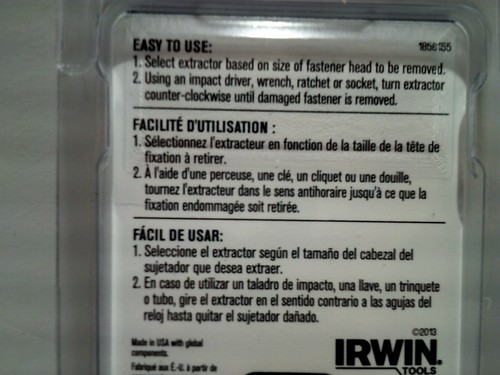 EASY TO USE: 1856155
1. Select extractor based on size of fastener head to be removed.
2. Using an impact driver, wrench, ratchet or socket, turn extractor
counter-clockwise until damaged fastener is removed.
FACILITÉ D'UTILISATION :
1. Sélectionnez l'extracteur en fonction de la taille de la tête de
fixation à retirer.
2. À l'aide d'une perceuse, une clé, un cliquet ou une douille,
tournez l'extracteur dans le sens antihoraire jusqu'à ce que la
fixation endommagée soit retirée.
FÁCIL DE USAR:
1. Seleccione el extractor según el tamaño del cabezal del
sujetador que desea extraer.
2. En caso de utilizar un taladro de impacto, una llave, un trinquete
o tubo, gire el extractor en el sentido contrario a las agujas del
reloj hasta quitar el sujetador dañado.
©2013
Made in USA with global
components.
Fabriqué aux É.-U. à partir de
IRWIN.
TOOLS